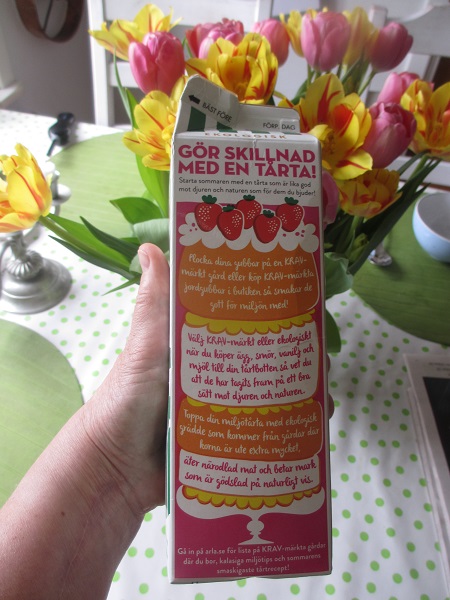 BÄST FÖRE
FÖRP. DAG
EKOLOGISK
GÖR SKILLNAD
MED EN TÅRTA!
Starta sommaren med en tårta som är lika god
mot djuren och naturen som för dem du bjuder!
Plocka dina gubbar på en KRAV-
märkt gård eller köp KRAV-märkta
jordgubbar i butiken så smakar de
gott för miljön med!
Välj KRAV-märkt eller ekologiskt
när du köper ägg, smör, vanilj och
mjöl till din tårtbotten så vet du
att de har tagits fram på ett bra
sätt mot djuren och naturen.
Toppa din miljötårta med ekologisk
grädde som kommer från gårdar där
korna är ute extra mycket,
äter närodlad mat och betar mark
som är gödslad på naturligt vis.
Gå in på arla.se för lista på KRAV-märkta gårdar
där du bor, kalasiga miljötips och sommarens
smaskigaste tårtrecept!